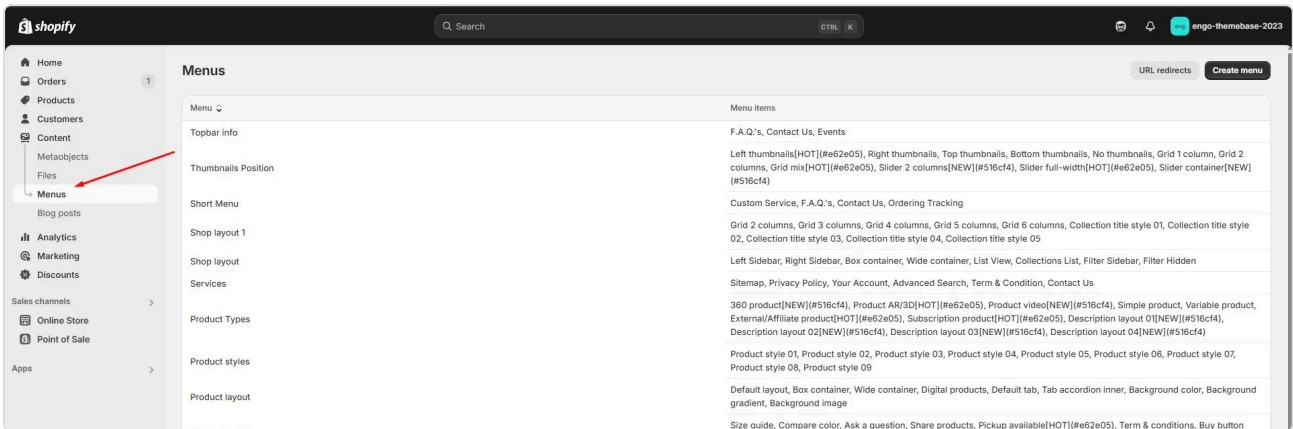 shopify
Search
CTRL K
eng
engo-themebase-2023
Home
Orders
1
Products
Customers
Content
Metaobjects
Files
Menus
Blog posts
Analytics
Marketing
Discounts
Sales channels
Online Store
Point of Sale
Apps
Menus
URL redirects
Create menu
Menu
Menu items
Topbar info
F.A.Q.'s, Contact Us, Events
Thumbnails Position
Left thumbnails[HOT](#e62e05), Right thumbnails, Top thumbnails, Bottom thumbnails, No thumbnails, Grid 1 column, Grid 2
columns, Grid mix[HOT](#e62e05), Slider 2 columns[NEW](#516cf4), Slider full-width[HOT](#e62e05), Slider container[NEW]
(#516cf4)
Short Menu
Custom Service, F.A.Q.'s, Contact Us, Ordering Tracking
Shop layout 1
Grid 2 columns, Grid 3 columns, Grid 4 columns, Grid 5 columns, Grid 6 columns, Collection title style 01, Collection title style
02, Collection title style 03, Collection title style 04, Collection title style 05
Shop layout
Left Sidebar, Right Sidebar, Box container, Wide container, List View, Collections List, Filter Sidebar, Filter Hidden
Services
Sitemap, Privacy Policy, Your Account, Advanced Search, Term & Condition, Contact Us
Product Types
360 product[NEW](#516cf4), Product AR/3D[HOT](#e62e05), Product video[NEW](#516cf4), Simple product, Variable product,
External/Affiliate product[HOT](#e62e05), Subscription product[HOT](#e62e05), Description layout 01[NEW](#516cf4),
Description layout 02[NEW](#516cf4), Description layout 03[NEW](#516cf4), Description layout 04[NEW](#516cf4)
Product styles
Product style 01, Product style 02, Product style 03, Product style 04, Product style 05, Product style 06, Product style 07,
Product style 08, Product style 09
Product layout
Default layout, Box container, Wide container, Digital products, Default tab, Tab accordion inner, Background color, Background
gradient, Background image
Size guide, Compare color, Ask a question, Share products, Pickup available[HOT](#e62e05), Term & conditions, Buy button